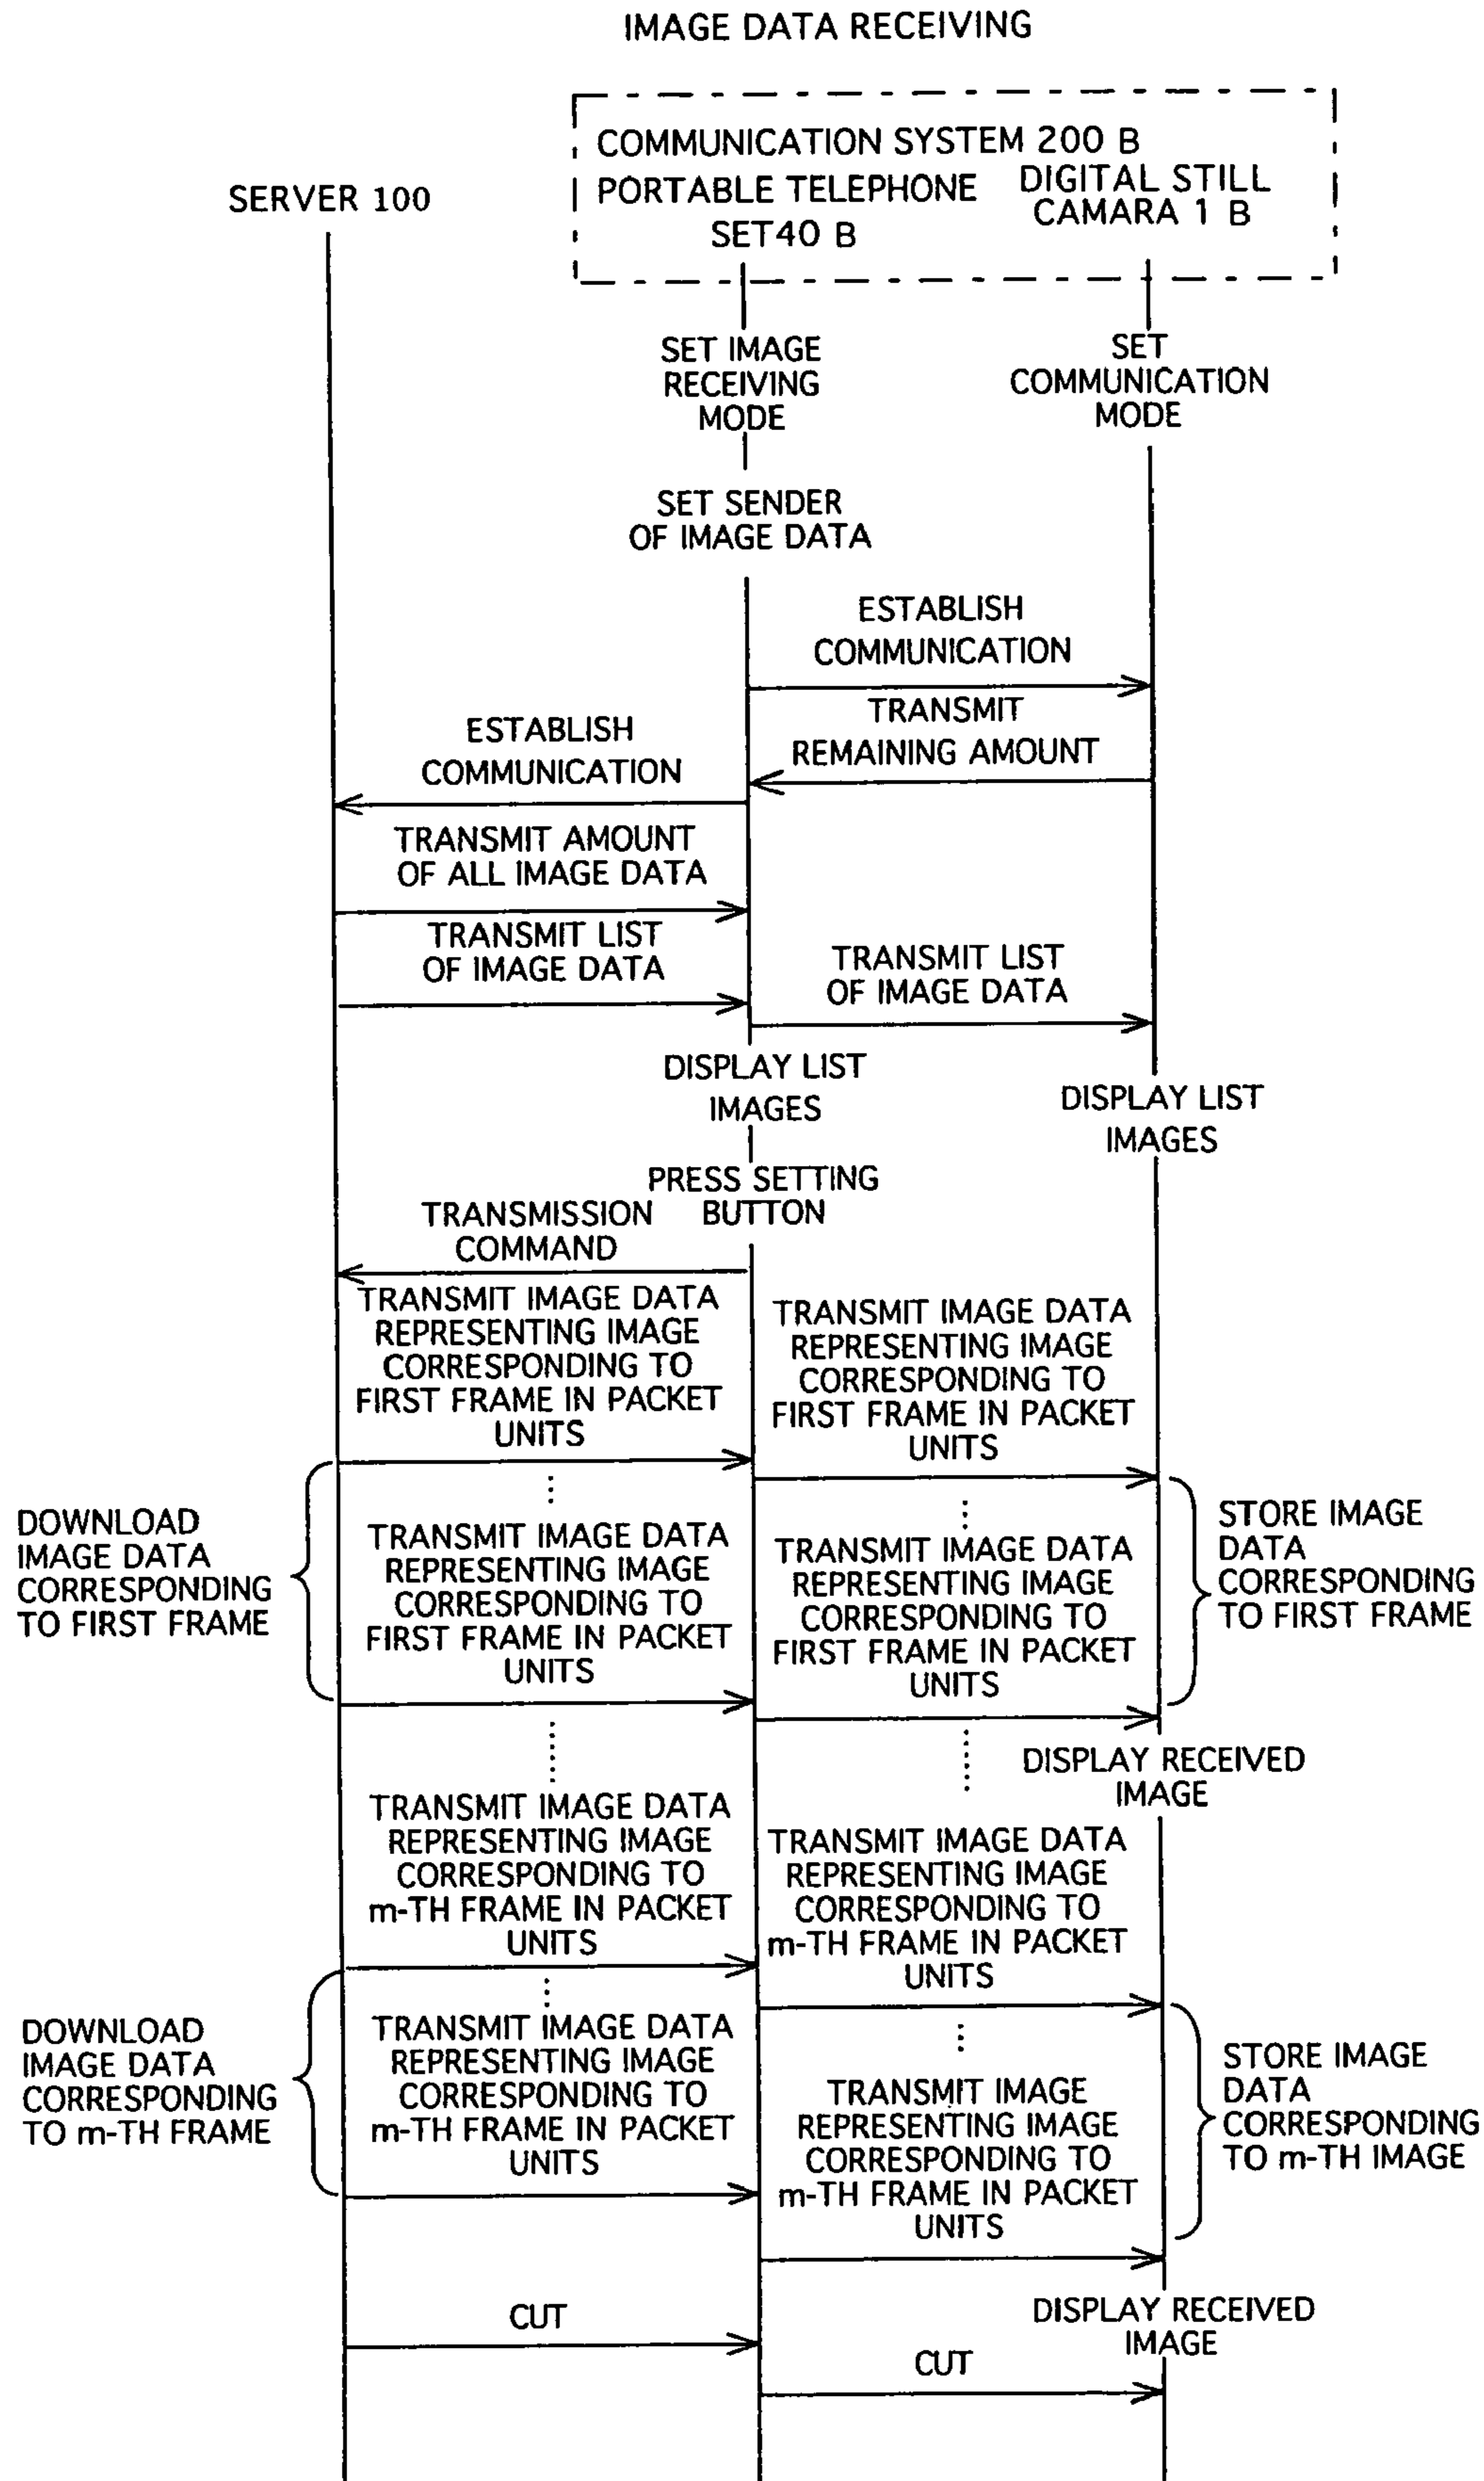 IMAGE DATA RECEIVING
COMMUNICATION SYSTEM 200 B
SERVER 100
PORTABLE TELEPHONE
SET40 B
DIGITAL STILL
CAMARA 1 B
SET IMAGE
RECEIVING
MODE
SET
COMMUNICATION
MODE
SET SENDER
OF IMAGE DATA
ESTABLISH
COMMUNICATION
TRANSMIT
REMAINING AMOUNT
ESTABLISH
COMMUNICATION
TRANSMIT AMOUNT
OF ALL IMAGE DATA
TRANSMIT LIST
OF IMAGE DATA
TRANSMIT LIST
OF IMAGE DATA
DISPLAY LIST
IMAGES
DISPLAY LIST
IMAGES
PRESS SETTING
BUTTON
TRANSMISSION
COMMAND
TRANSMIT IMAGE DATA
REPRESENTING IMAGE
CORRESPONDING TO
FIRST FRAME IN PACKET
UNITS
TRANSMIT IMAGE DATA
REPRESENTING IMAGE
CORRESPONDING TO
FIRST FRAME IN PACKET
UNITS
DOWNLOAD
IMAGE DATA
CORRESPONDING
TO FIRST FRAME
TRANSMIT IMAGE DATA
REPRESENTING IMAGE
CORRESPONDING TO
FIRST FRAME IN PACKET
UNITS
TRANSMIT IMAGE DATA
REPRESENTING IMAGE
CORRESPONDING TO
FIRST FRAME IN PACKET
UNITS
STORE IMAGE
DATA
CORRESPONDING
TO FIRST FRAME
DISPLAY RECEIVED
IMAGE
TRANSMIT IMAGE DATA
REPRESENTING IMAGE
CORRESPONDING TO
m-TH FRAME IN PACKET
UNITS
TRANSMIT IMAGE DATA
REPRESENTING IMAGE
CORRESPONDING TO
m-TH FRAME IN PACKET
UNITS
DOWNLOAD
IMAGE DATA
CORRESPONDING
TO m-TH FRAME
TRANSMIT IMAGE DATA
REPRESENTING IMAGE
CORRESPONDING TO
m-TH FRAME IN PACKET
UNITS
TRANSMIT IMAGE
REPRESENTING IMAGE
CORRESPONDING TO
m-TH FRAME IN PACKET
UNITS
STORE IMAGE
DATA
CORRESPONDING
TO m-TH IMAGE
CUT
DISPLAY RECEIVED
IMAGE
CUT